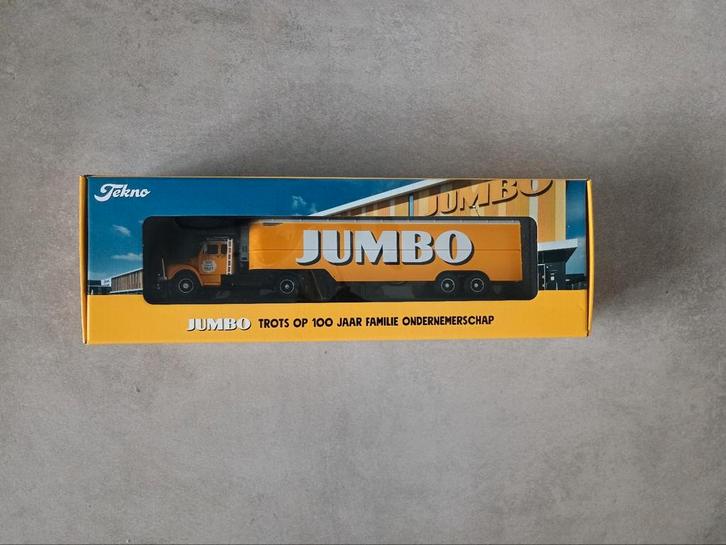 Tekno
JUMBO
JUMBO
JUMBO TROTS OP 100 JAAR FAMILIE ONDERNEMERSCHAP